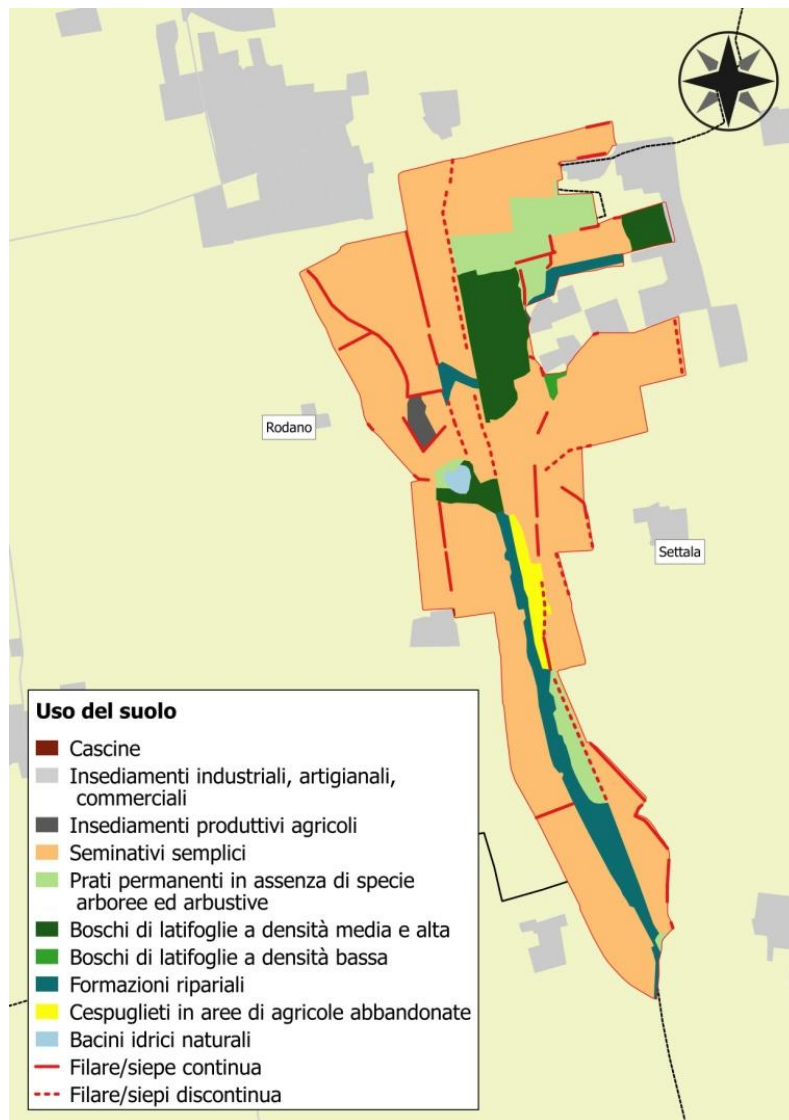 Rodano
Settala
Uso del suolo
Cascine
Insediamenti industriali, artigianali,
commerciali
Insediamenti produttivi agricoli
Seminativi semplici
Prati permanenti in assenza di specie
arboree ed arbustive
Boschi di latifoglie a densità media e alta
Boschi di latifoglie a densità bassa
Formazioni ripariali
Cespuglieti in aree di agricole abbandonate
Bacini idrici naturali
Filare/siepe continua
Filare/siepi discontinua